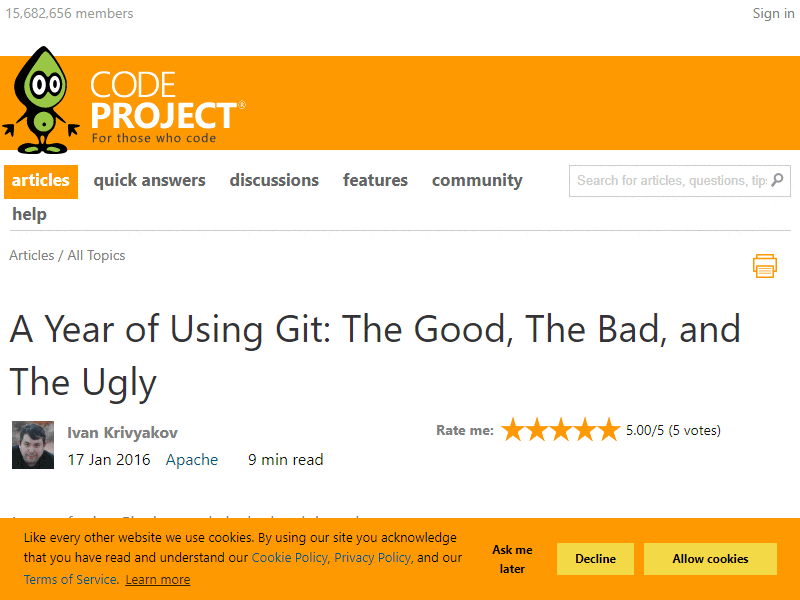 15,682,656 members
Sign in
CODE
PROJECT®
For those who code
articles quick answers discussions features community
Search for articles, questions, tips
help
Articles / All Topics
A Year of Using Git: The Good, The Bad, and
The Ugly
Ivan Krivyakov
Rate me: 5.00/5 (5 votes)
17 Jan 2016 Apache 9 min read
Like every other website we use cookies. By using our site you acknowledge
that you have read and understand our Cookie Policy, Privacy Policy, and our
Terms of Service. Learn more
Ask me
later
Decline
Allow cookies